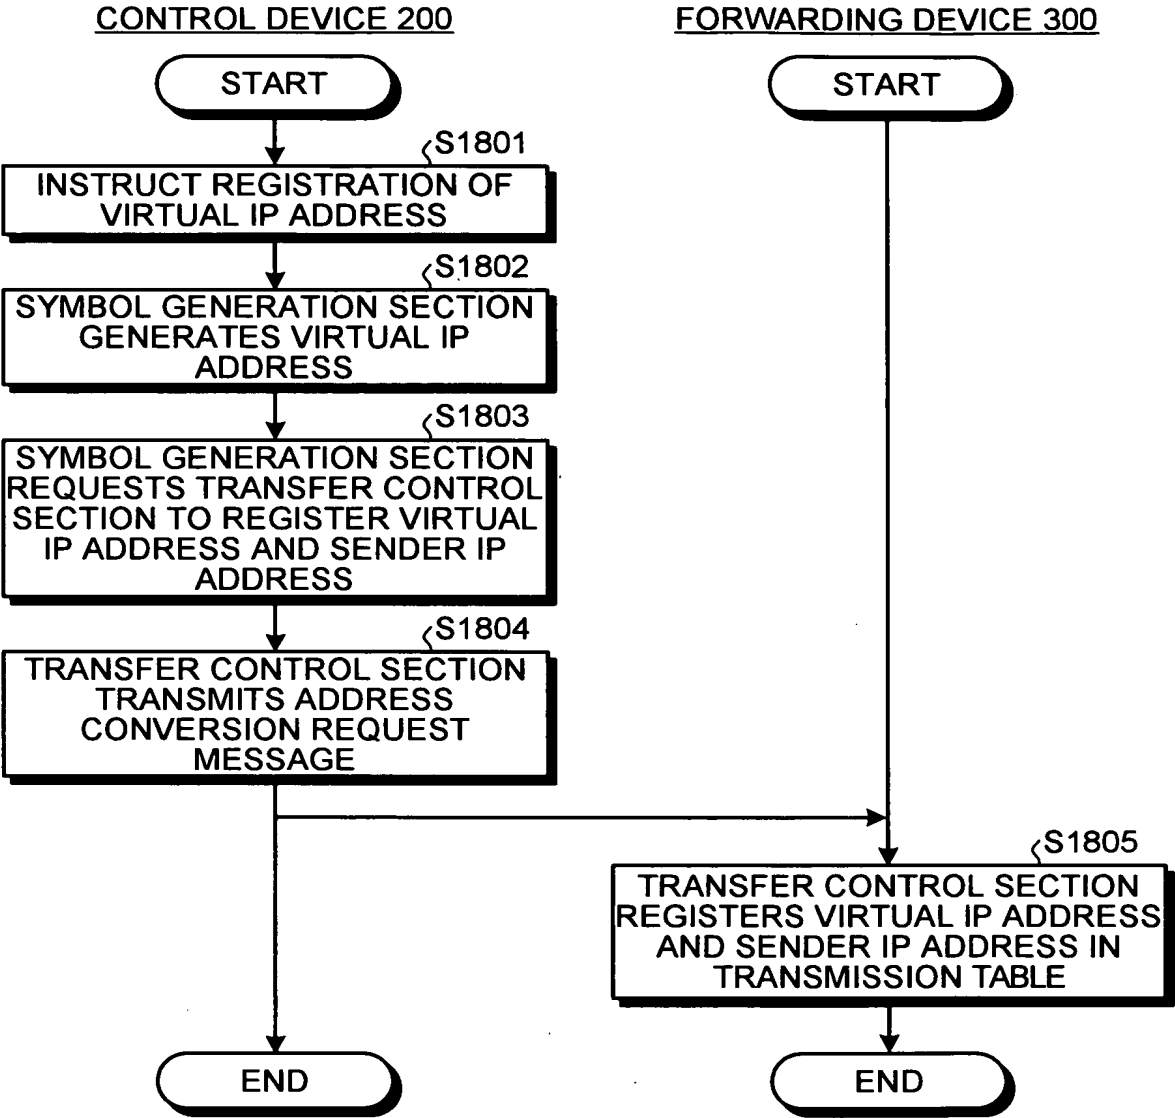 CONTROL DEVICE 200
START
S1801
INSTRUCT REGISTRATION OF
VIRTUAL IP ADDRESS
S1802
SYMBOL GENERATION SECTION
GENERATES VIRTUAL IP
ADDRESS
S1803
SYMBOL GENERATION SECTION
REQUESTS TRANSFER CONTROL
SECTION TO REGISTER VIRTUAL
IP ADDRESS AND SENDER IP
ADDRESS
S1804
TRANSFER CONTROL SECTION
TRANSMITS ADDRESS
CONVERSION REQUEST
MESSAGE
END
FORWARDING DEVICE 300
START
S1805
TRANSFER CONTROL SECTION
REGISTERS VIRTUAL IP ADDRESS
AND SENDER IP ADDRESS IN
TRANSMISSION TABLE
END